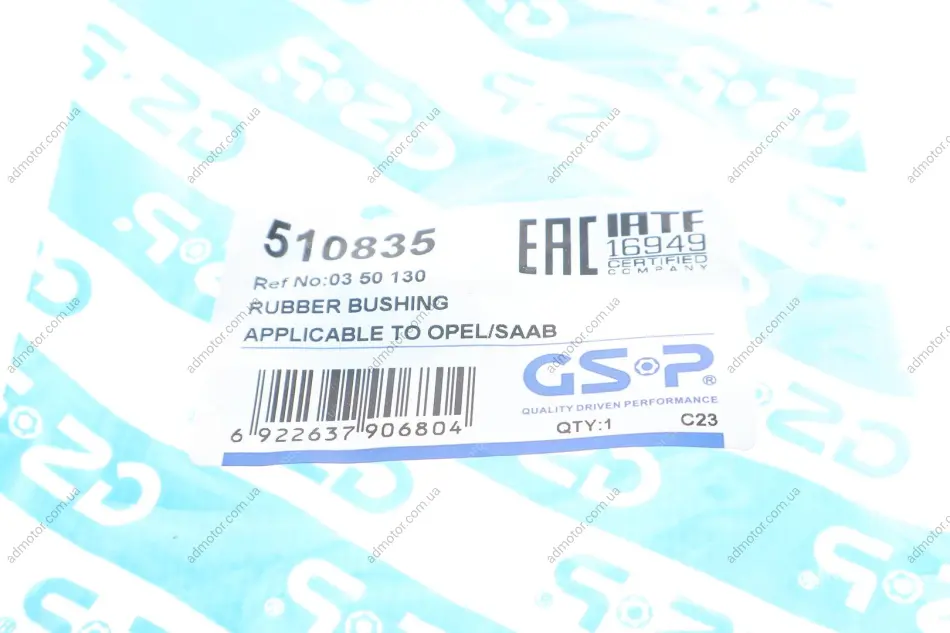 510835
Ref No:03 50 130
RUBBER BUSHING
APPLICABLE TO OPEL/SAAB
EAC
IATF
16949
CERTIFIED
COMPANY
GSP®
QUALITY DRIVEN PERFORMANCE
6 922637 906804
QTY:1
C23
admotor.com.ua